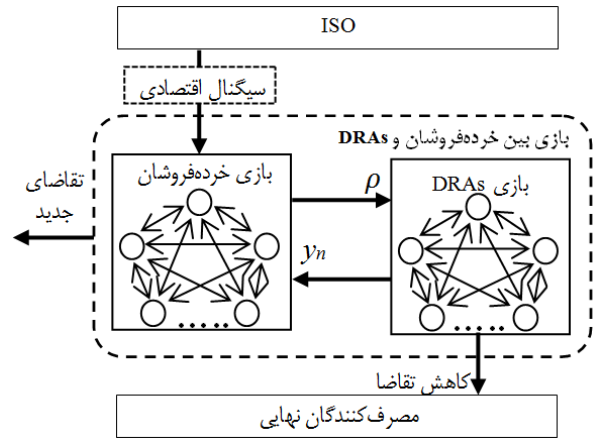 ISO
سیگنال اقتصادی
بازی بین خرده‌فروشان و DRAs
تقاضای
جدید
بازی خرده‌فروشان
ρ
بازی DRAs
yn
.....
.....
کاهش تقاضا
مصرف‌کنندگان نهایی